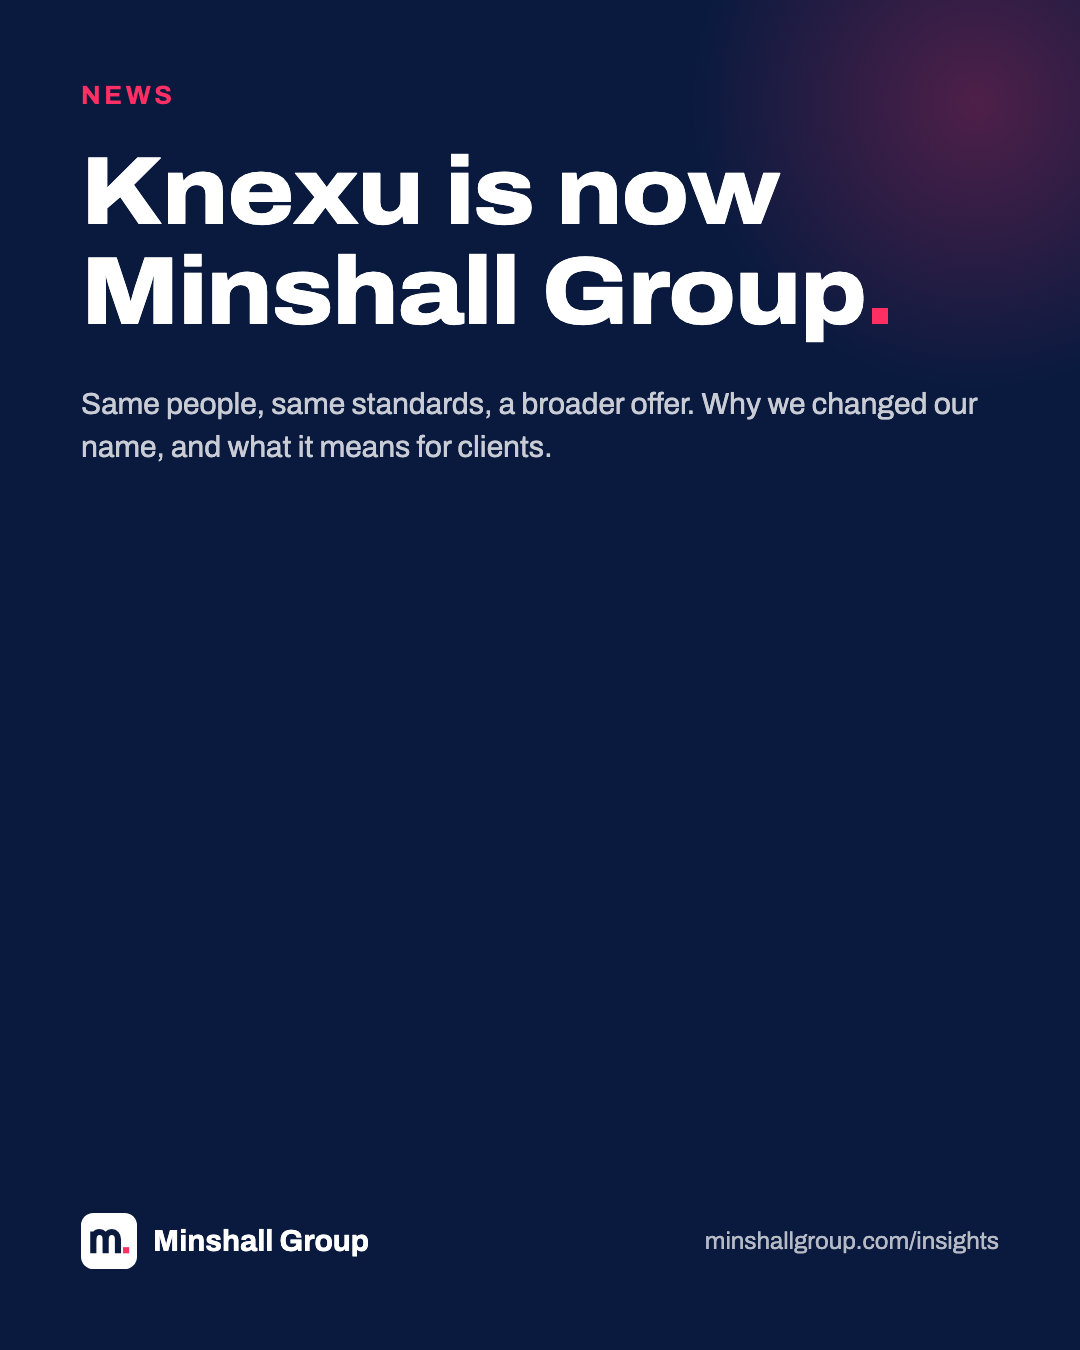 NEWS
Knexu is now
Minshall Group.
Same people, same standards, a broader offer. Why we changed our
name, and what it means for clients.
m. Minshall Group
minshallgroup.com/insights